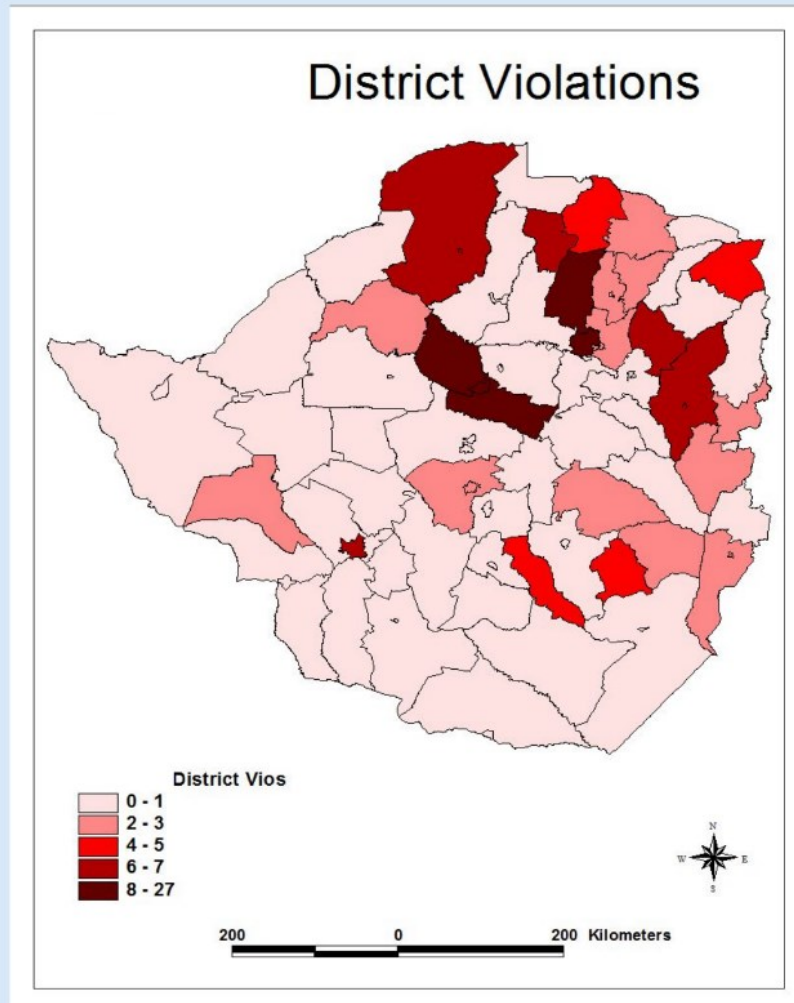 District Violations
District Vios
0 - 1
2 - 3
4 - 5
6 - 7
8 - 27
N
W E
S
200 0 200 Kilometers